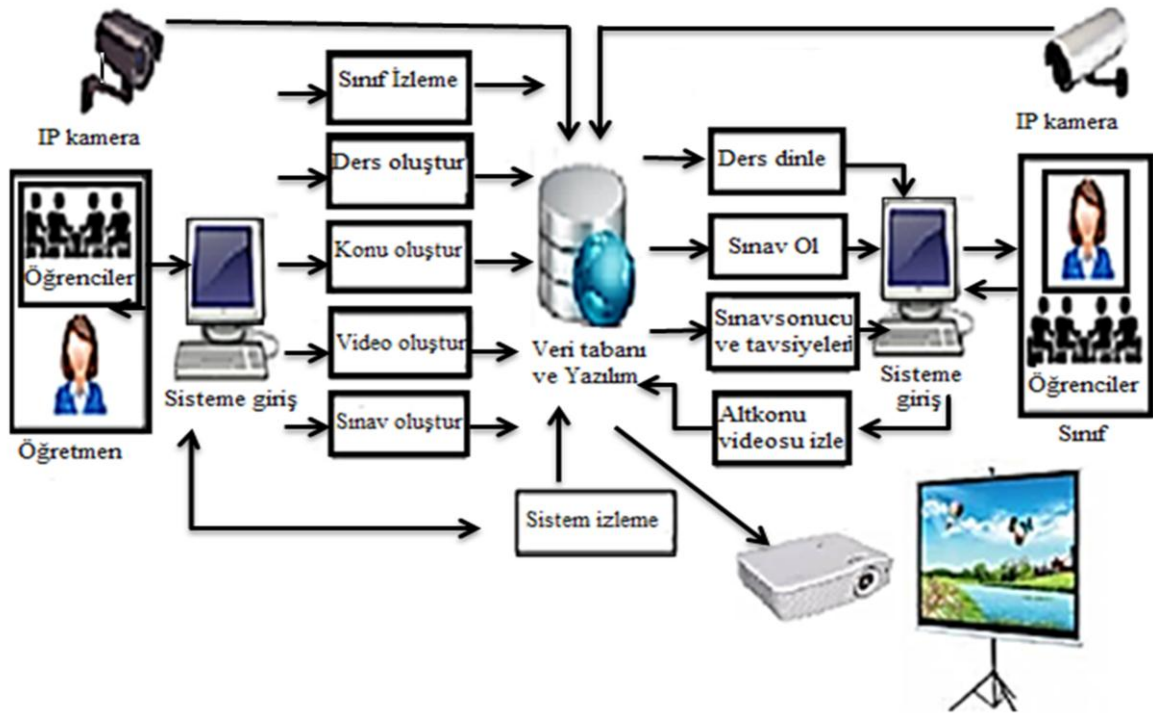 IP kamera
Öğrenciler
Öğretmen
Sisteme giriş
Sınıf İzleme
Ders oluştur
Konu oluştur
Video oluştur
Sınav oluştur
Veri tabanı
ve Yazılım
Sistem izleme
Ders dinle
Sınav Ol
Sınavsonucu
ve tavsiyeleri
Altkonu
videosu izle
Sisteme
giriş
IP kamera
Öğrenciler
Sınıf